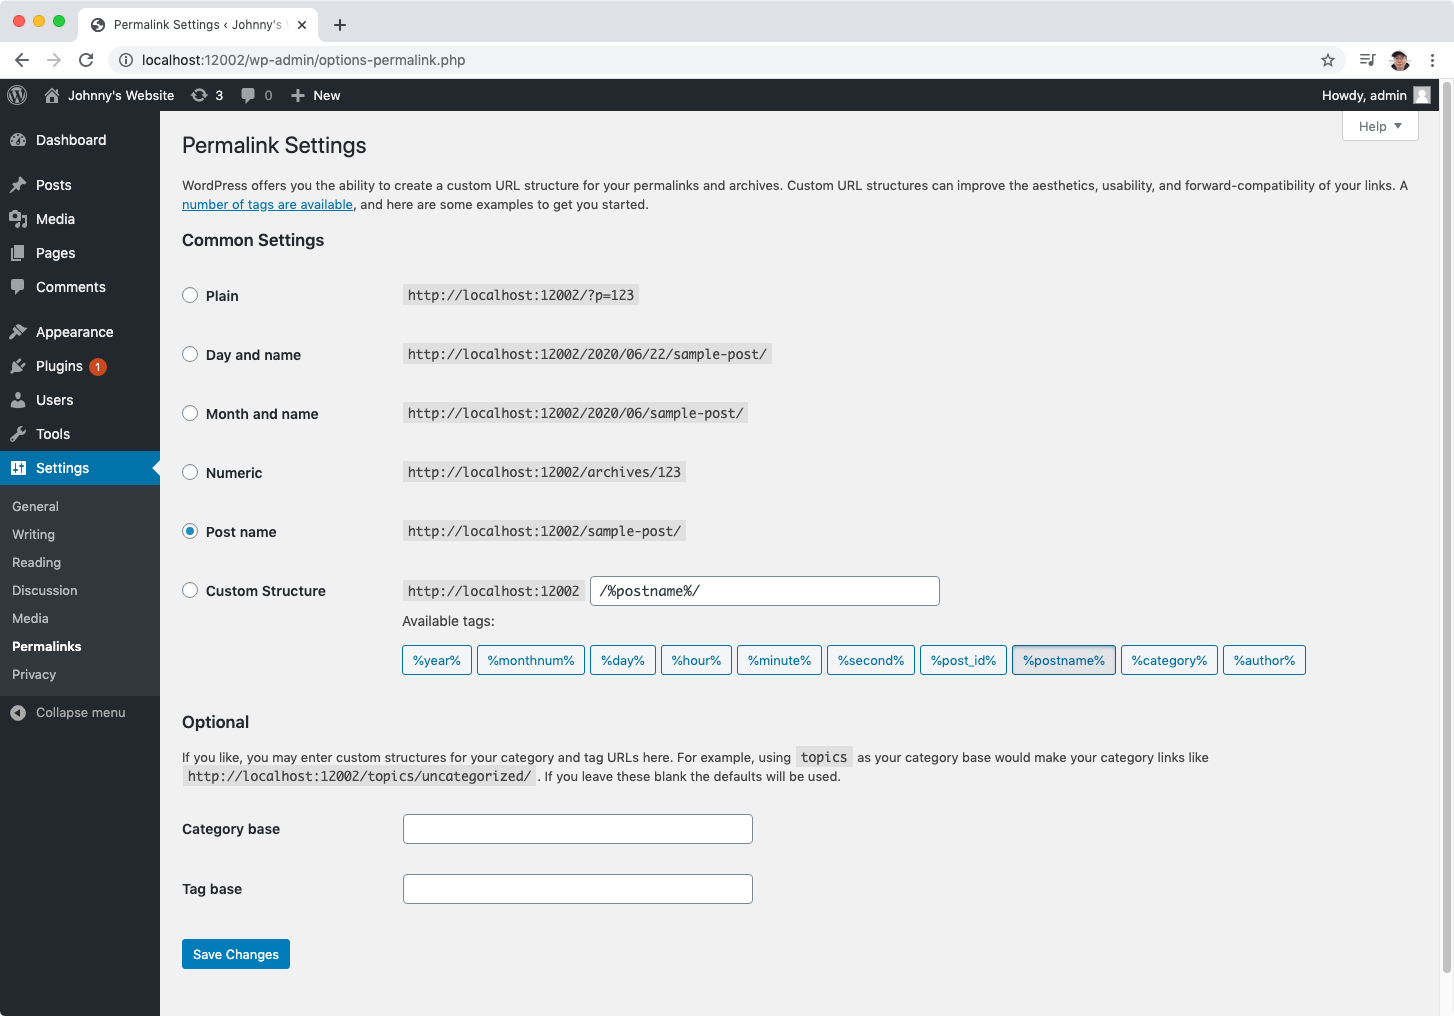 Permalink Settings ‹ Johnny's
localhost:12002/wp-admin/options-permalink.php
Johnny's Website 3 0 New Howdy, admin
Help
Dashboard
Posts
Media
Pages
Comments
Appearance
Plugins 1
Users
Tools
Settings
General
Writing
Reading
Discussion
Media
Permalinks
Privacy
Collapse menu
Permalink Settings
WordPress offers you the ability to create a custom URL structure for your permalinks and archives. Custom URL structures can improve the aesthetics, usability, and forward-compatibility of your links. A
number of tags are available, and here are some examples to get you started.
Common Settings
Plain http://localhost:12002/?p=123
Day and name http://localhost:12002/2020/06/22/sample-post/
Month and name http://localhost:12002/2020/06/sample-post/
Numeric http://localhost:12002/archives/123
Post name http://localhost:12002/sample-post/
Custom Structure http://localhost:12002 /%postname%/
Available tags:
%year% %monthnum% %day% %hour% %minute% %second% %post_id% %postname% %category% %author%
Optional
If you like, you may enter custom structures for your category and tag URLs here. For example, using topics as your category base would make your category links like
http://localhost:12002/topics/uncategorized/ . If you leave these blank the defaults will be used.
Category base
Tag base
Save Changes